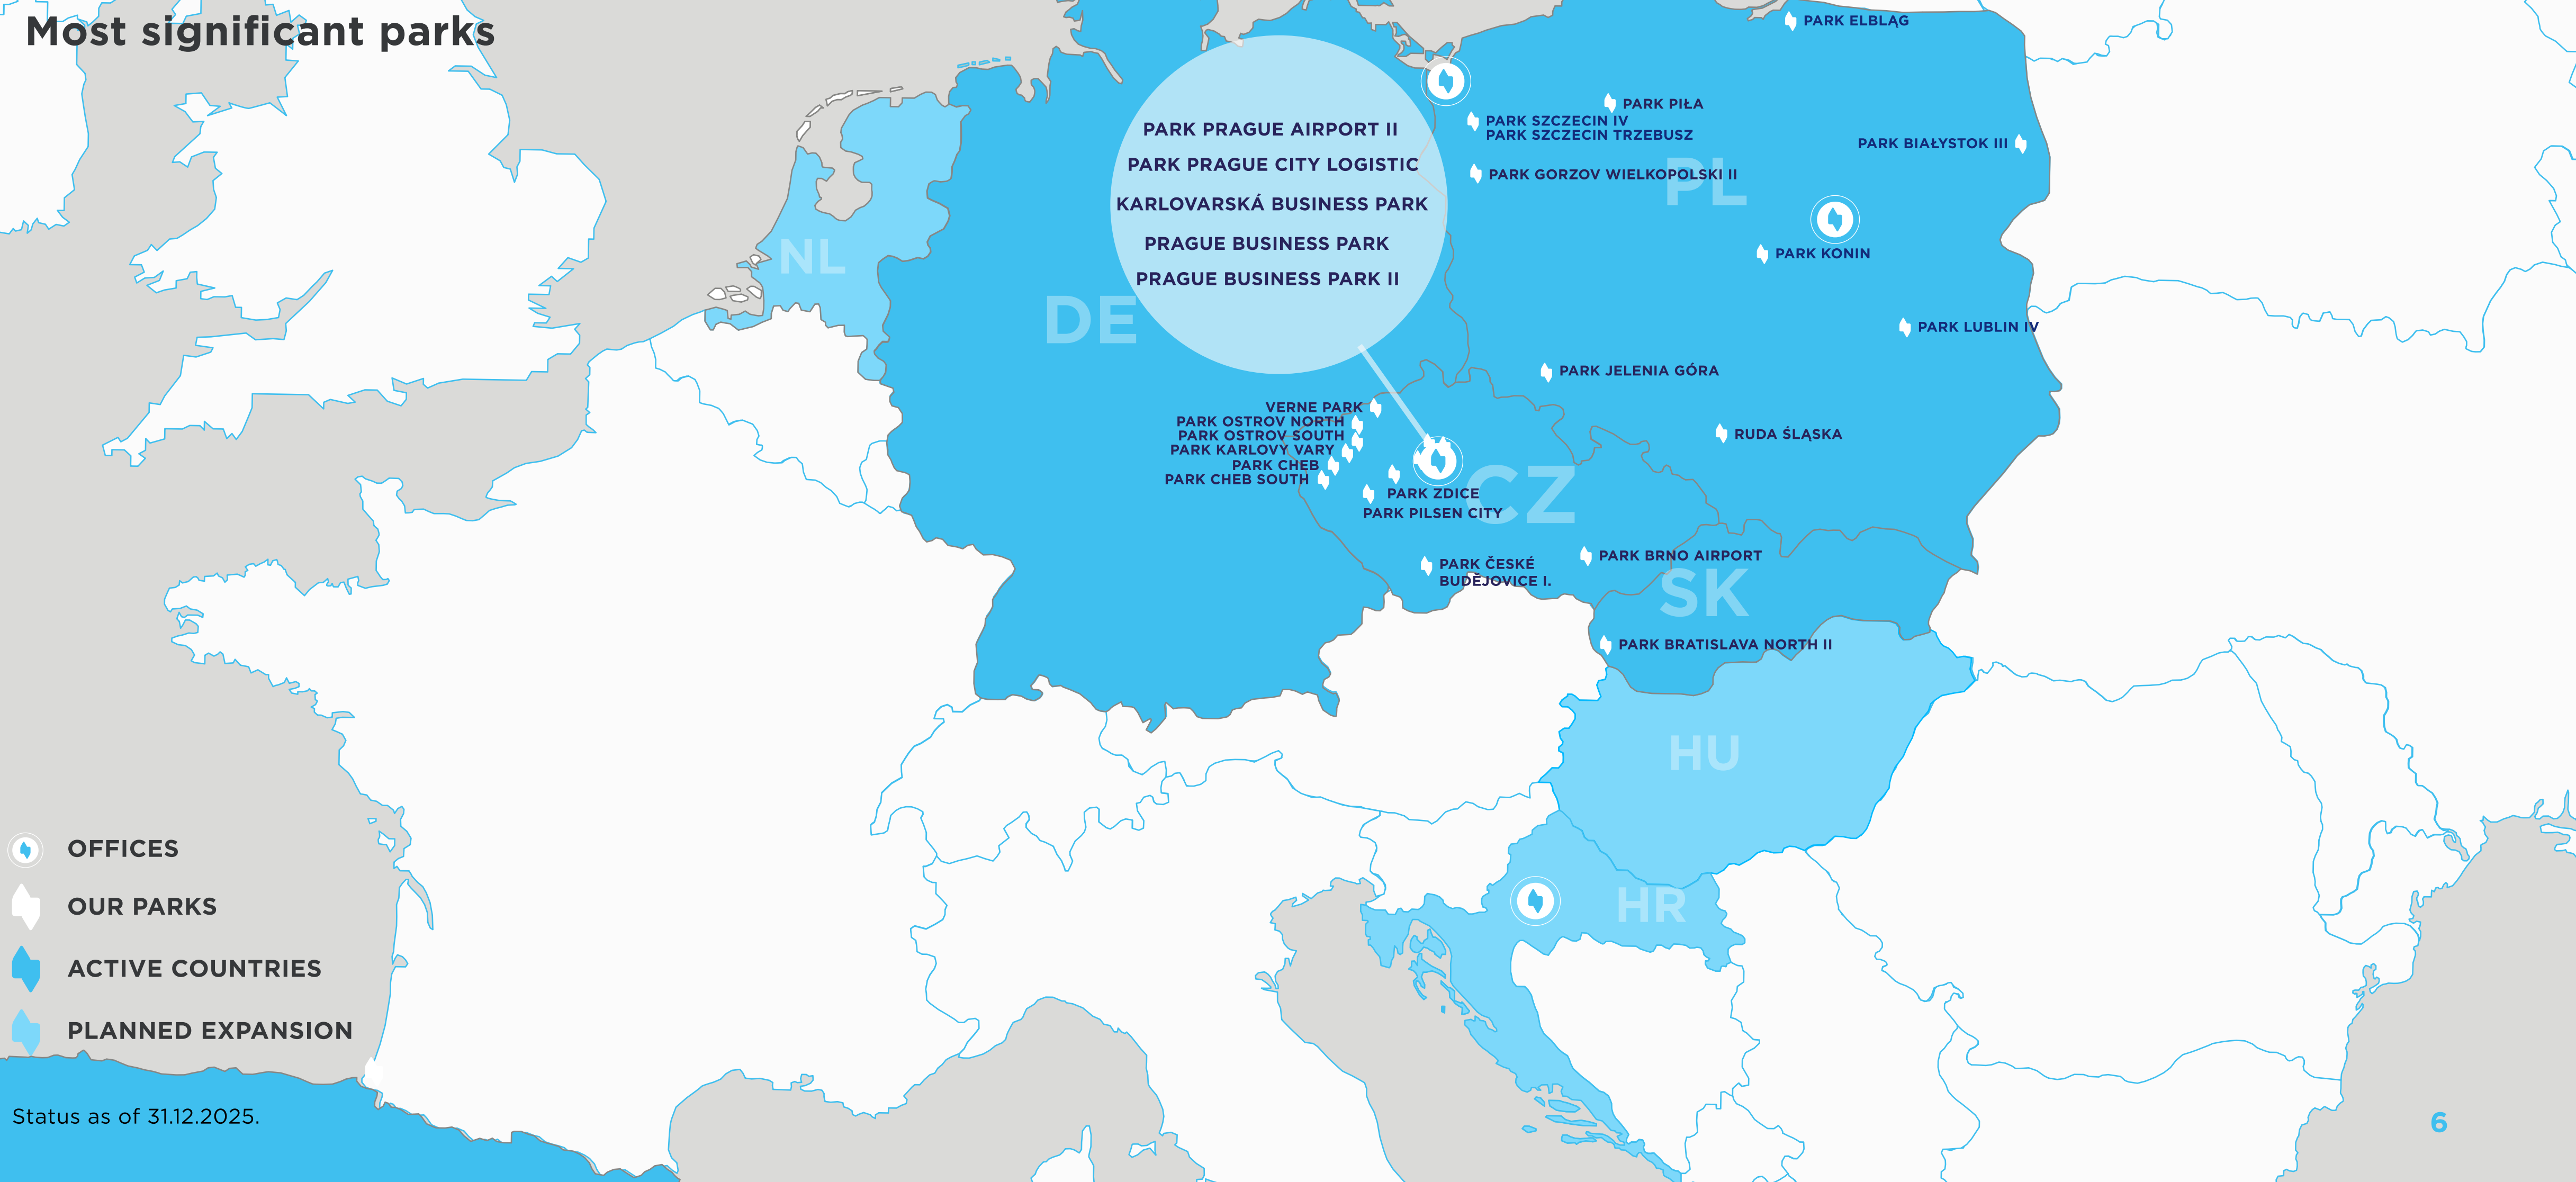 Most significant parks
PARK ELBLĄG
PARK PIŁA
PARK SZCZECIN IV
PARK SZCZECIN TRZEBUSZ
PARK BIAŁYSTOK III
PARK GORZOV WIELKOPOLSKI II
PL
PARK KONIN
PARK LUBLIN IV
PARK JELENIA GÓRA
RUDA ŚLĄSKA
PARK PRAGUE AIRPORT II
PARK PRAGUE CITY LOGISTIC
KARLOVARSKÁ BUSINESS PARK
PRAGUE BUSINESS PARK
PRAGUE BUSINESS PARK II
NL
DE
VERNE PARK
PARK OSTROV NORTH
PARK OSTROV SOUTH
PARK KARLOVY VARY
PARK CHEB
PARK CHEB SOUTH
CZ
PARK ZDICE
PARK PILSEN CITY
PARK ČESKÉ
BUDĚJOVICE I.
PARK BRNO AIRPORT
SK
PARK BRATISLAVA NORTH II
HU
HR
OFFICES
OUR PARKS
ACTIVE COUNTRIES
PLANNED EXPANSION
Status as of 31.12.2025.
6